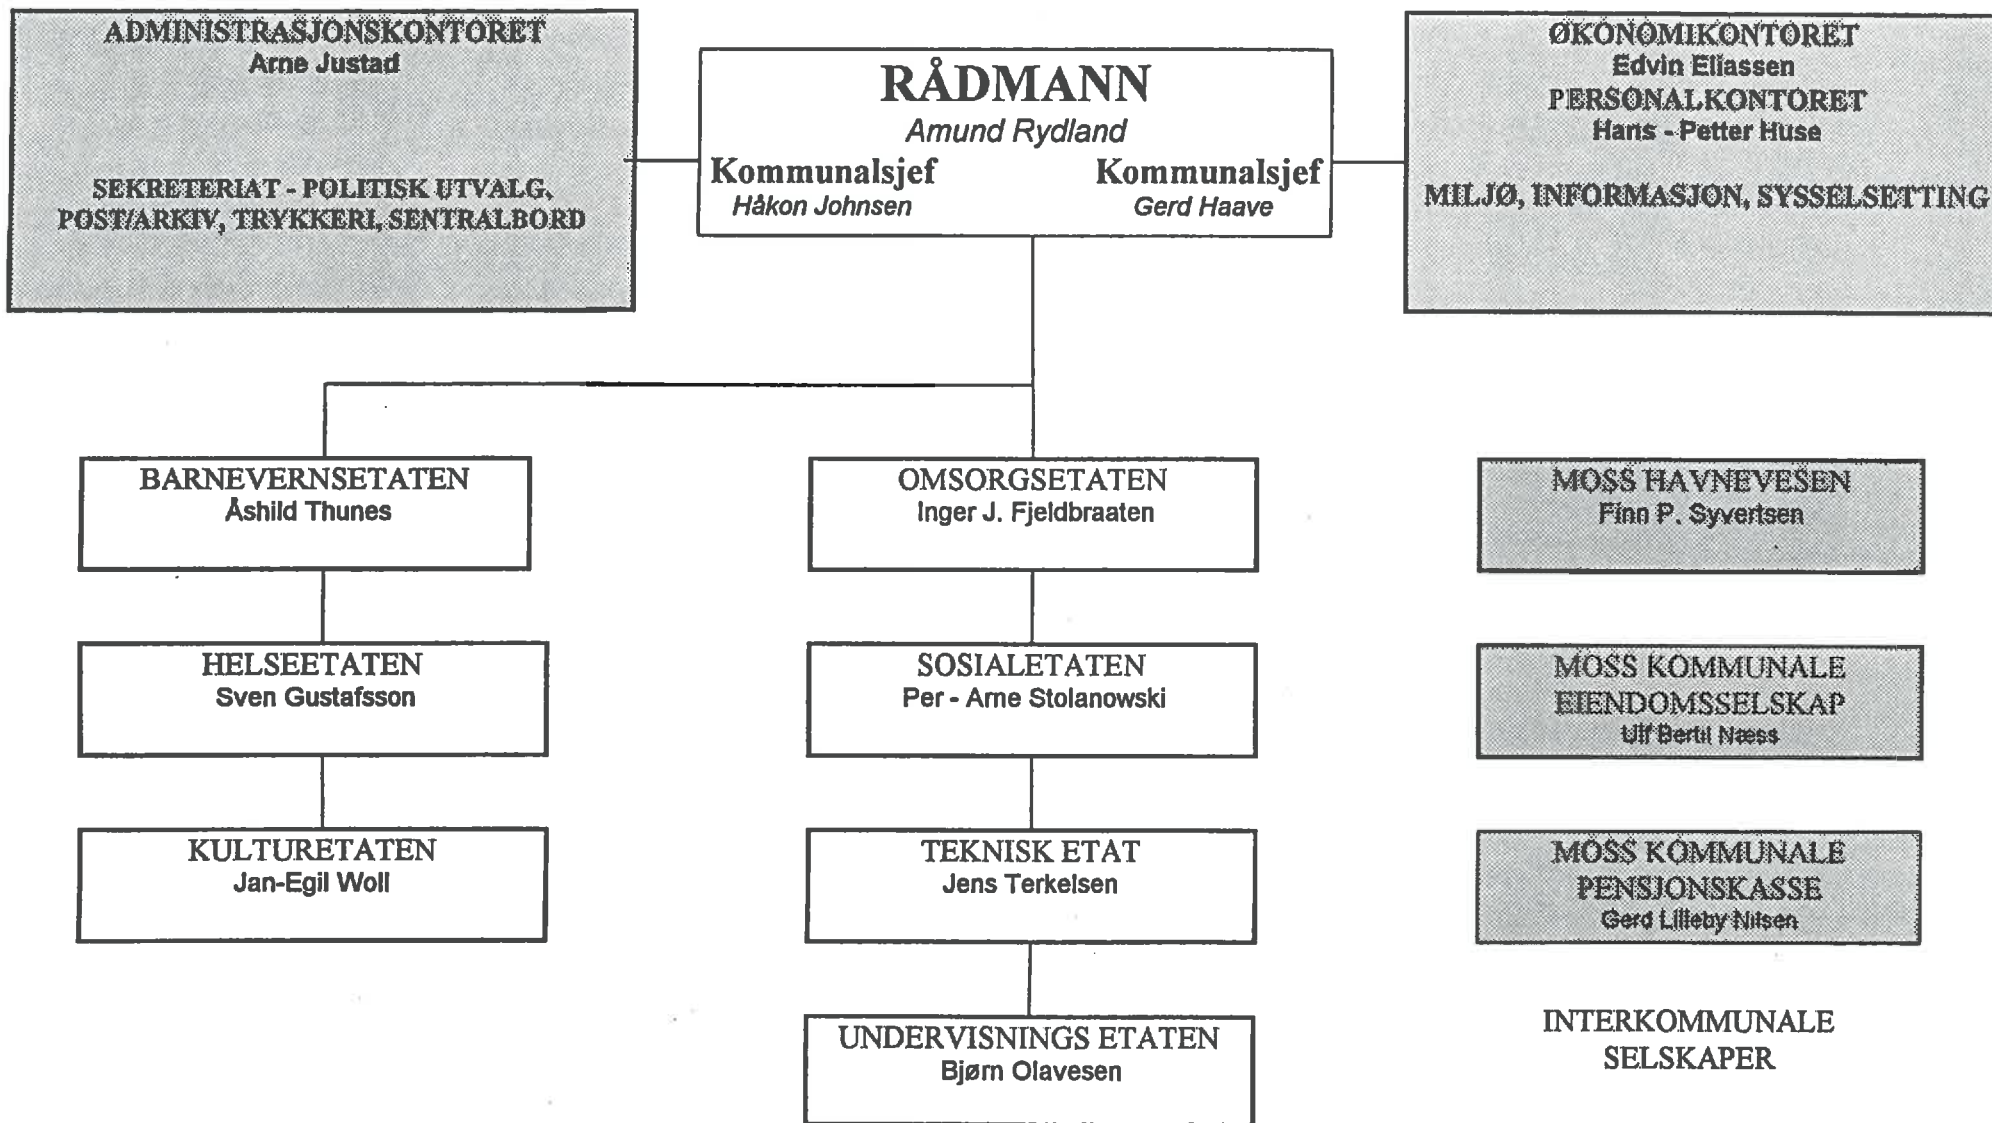 ADMINISTRASJONSKONTORET
Arne Justad
SEKRETERIAT - POLITISK UTVALG,
POST/ARKIV, TRYKKERI, SENTRALBORD
RÅDMANN
Amund Rydland
Kommunalsjef
Håkon Johnsen
Kommunalsjef
Gerd Haave
ØKONOMIKONTORET
Edvin Eliassen
PERSONALKONTORET
Hans - Petter Huse
MILJØ, INFORMASJON, SYSSELSETTING
BARNEVERNSETATEN
Åshild Thunes
HELSEETATEN
Sven Gustafsson
KULTURETATEN
Jan-Egil Woll
OMSORGSETATEN
Inger J. Fjeldbraaten
SOSIALETATEN
Per - Arne Stolanowski
TEKNISK ETAT
Jens Terkelsen
UNDERVISNINGS ETATEN
Bjørn Olavesen
MOSS HAVNEVESEN
Finn P. Syvertsen
MOSS KOMMUNALE
EIENDOMSSELSKAP
Ulf Bertil Næss
MOSS KOMMUNALE
PENSJONSKASSE
Gerd Lilleby Nilsen
INTERKOMMUNALE
SELSKAPER